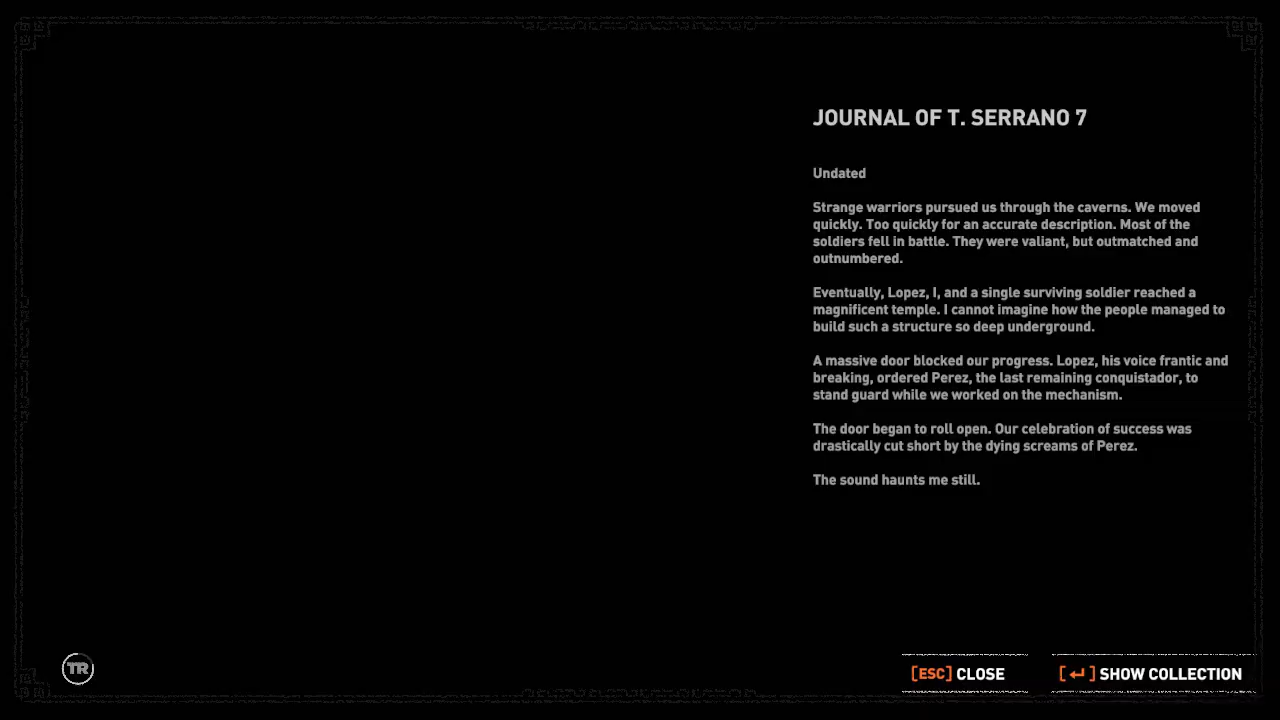 JOURNAL OF T. SERRANO 7
Undated
Strange warriors pursued us through the caverns. We moved
quickly. Too quickly for an accurate description. Most of the
soldiers fell in battle. They were valiant, but outmatched and
outnumbered.
Eventually, Lopez, I, and a single surviving soldier reached a
magnificent temple. I cannot imagine how the people managed to
build such a structure so deep underground.
A massive door blocked our progress. Lopez, his voice frantic and
breaking, ordered Perez, the last remaining conquistador, to
stand guard while we worked on the mechanism.
The door began to roll open. Our celebration of success was
drastically cut short by the dying screams of Perez.
The sound haunts me still.
TR
[ESC] CLOSE
[↵] SHOW COLLECTION